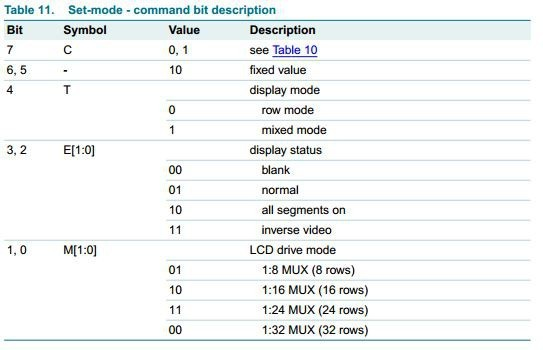 Table 11. Set-mode - command bit description
Bit Symbol Value Description
7 C 0, 1 see Table 10
6, 5 - 10 fixed value
4 T display mode
0 row mode
1 mixed mode
3, 2 E[1:0] display status
00 blank
01 normal
10 all segments on
11 inverse video
1, 0 M[1:0] LCD drive mode
01 1:8 MUX (8 rows)
10 1:16 MUX (16 rows)
11 1:24 MUX (24 rows)
00 1:32 MUX (32 rows)